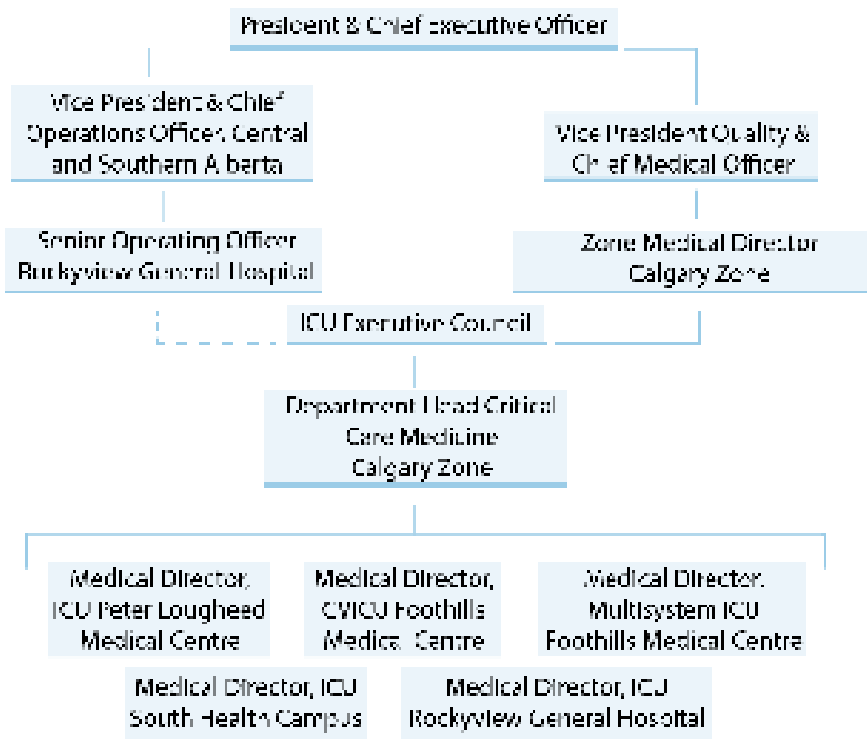 President & Chief Executive Officer
Vice President & Chief
Operations Officer, Central
and Southern Alberta
Vice President Quality &
Chief Medical Officer
Senior Operating Officer
Rockyview General Hospital
Zone Medical Director
Calgary Zone
ICU Executive Council
Department Head Critical
Care Medicine
Calgary Zone
Medical Director,
ICU Peter Lougheed
Medical Centre
Medical Director,
CVICU Foothills
Medical Centre
Medical Director,
Multisystem ICU
Foothills Medical Centre
Medical Director, ICU
South Health Campus
Medical Director, ICU
Rockyview General Hospital